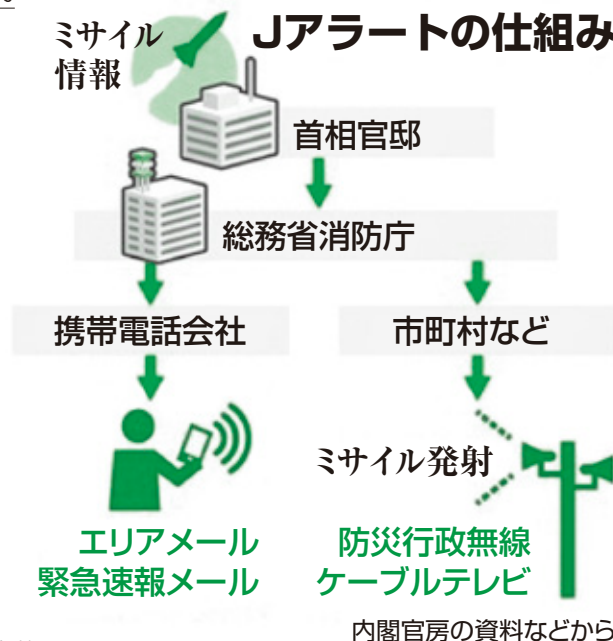 Jアラートの仕組み
ミサイル
情報
首相官邸
総務省消防庁
携帯電話会社
市町村など
ミサイル発射
エリアメール
緊急速報メール
防災行政無線
ケーブルテレビ
内閣官房の資料などから